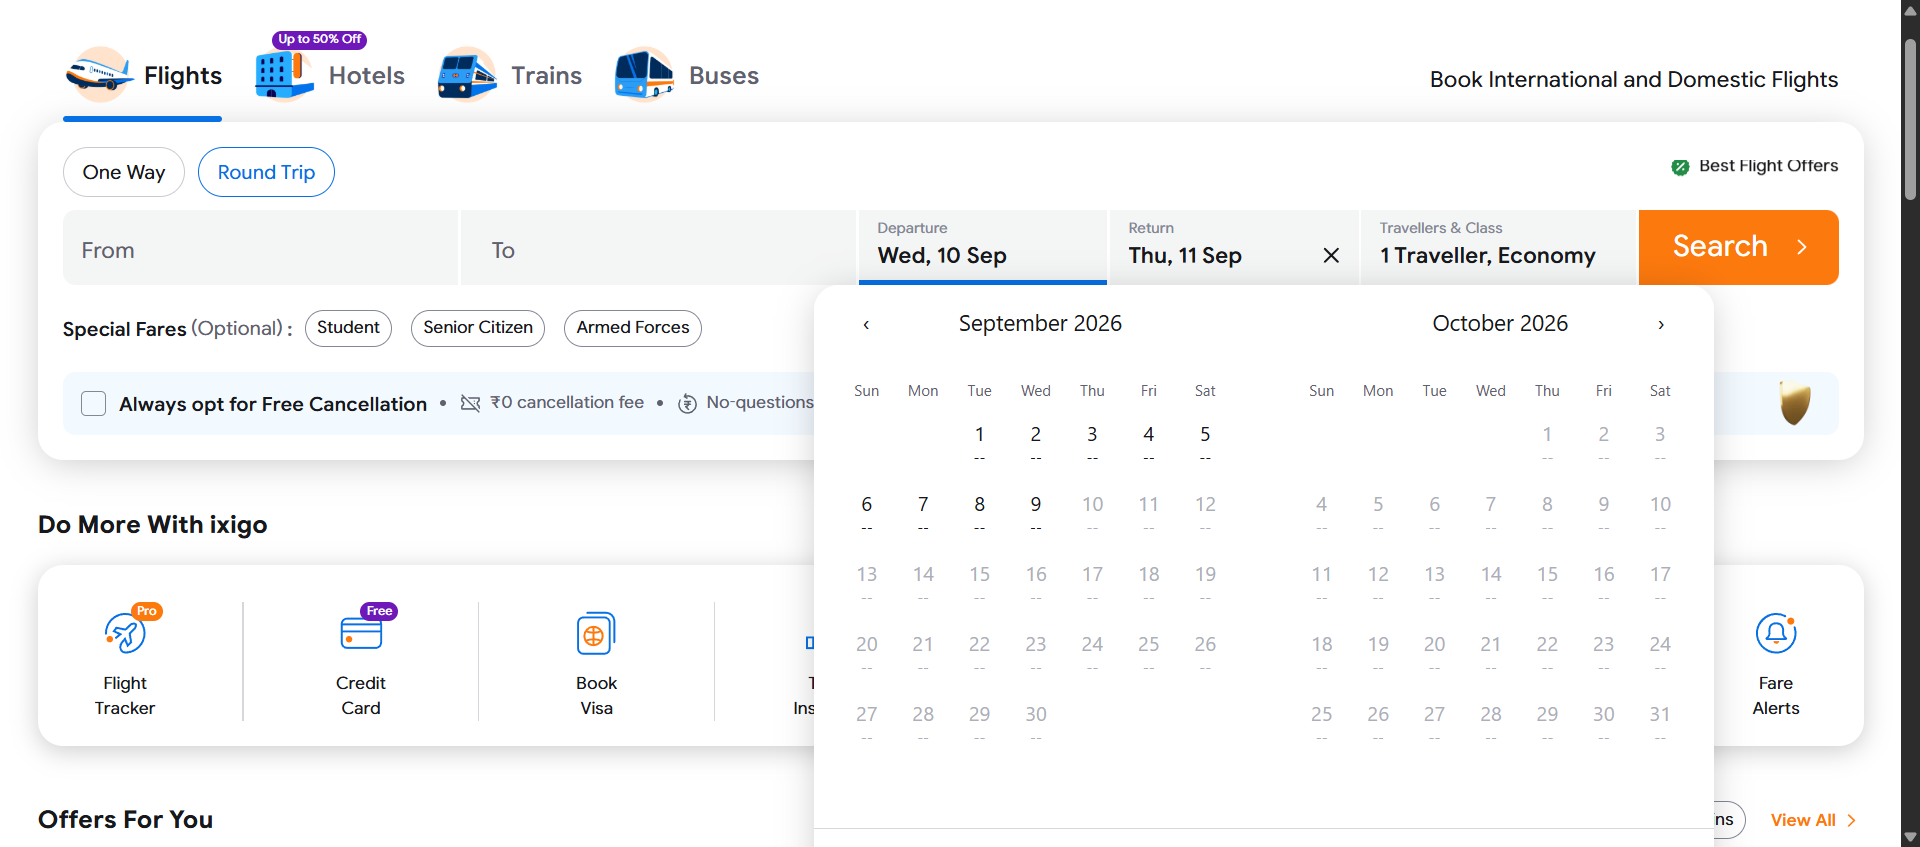 Up to 50% Off
Flights Hotels Trains Buses
Book International and Domestic Flights
One Way Round Trip
Best Flight Offers
From To
Departure
Wed, 10 Sep
Return
Thu, 11 Sep
Travellers & Class
1 Traveller, Economy
Search
Special Fares (Optional) : Student Senior Citizen Armed Forces
Always opt for Free Cancellation • ₹0 cancellation fee • No-questions
September 2026
Sun Mon Tue Wed Thu Fri Sat
1 2 3 4 5
-- -- -- -- --
6 7 8 9 10 11 12
-- -- -- -- -- -- --
13 14 15 16 17 18 19
-- -- -- -- -- -- --
20 21 22 23 24 25 26
-- -- -- -- -- -- --
27 28 29 30
-- -- -- --
October 2026
Sun Mon Tue Wed Thu Fri Sat
1 2 3
-- -- --
4 5 6 7 8 9 10
-- -- -- -- -- -- --
11 12 13 14 15 16 17
-- -- -- -- -- -- --
18 19 20 21 22 23 24
-- -- -- -- -- -- --
25 26 27 28 29 30 31
-- -- -- -- -- -- --
Do More With ixigo
Pro
Flight
Tracker
Free
Credit
Card
Book
Visa
T
Ins
Fare
Alerts
Offers For You
ns
View All